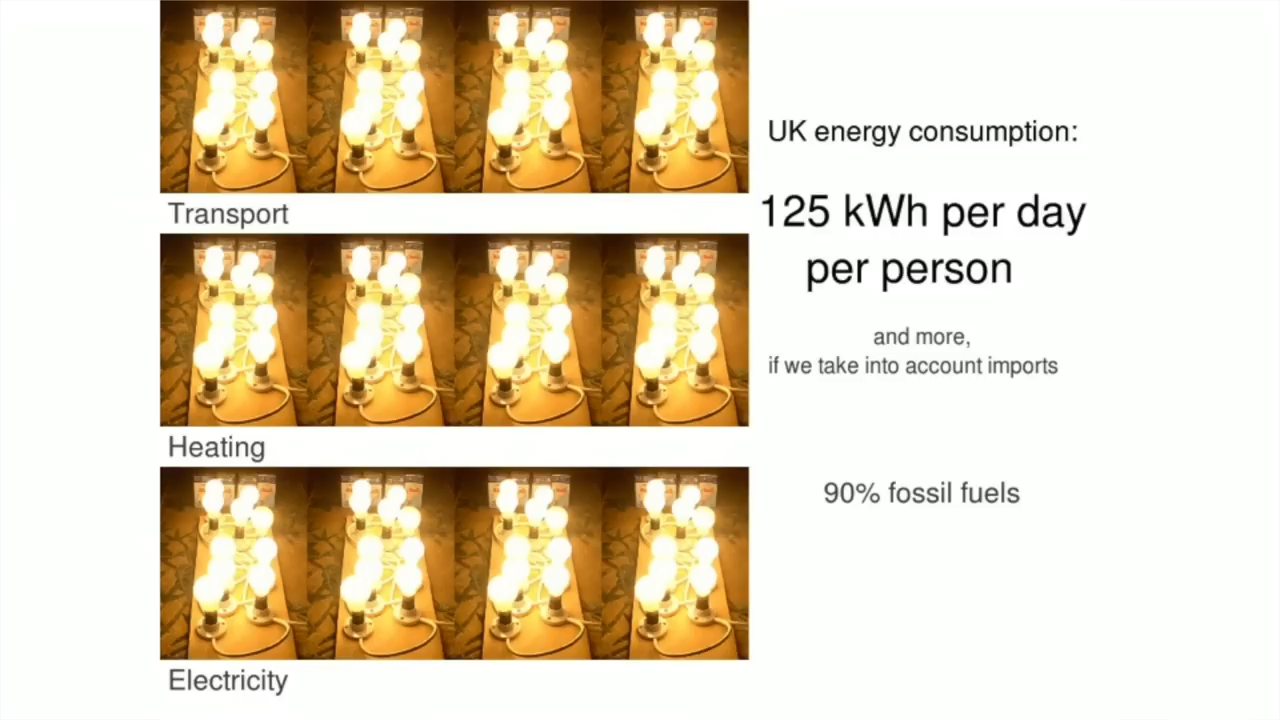 UK energy consumption:
125 kWh per day
per person
and more,
if we take into account imports
90% fossil fuels
Transport
Heating
Electricity